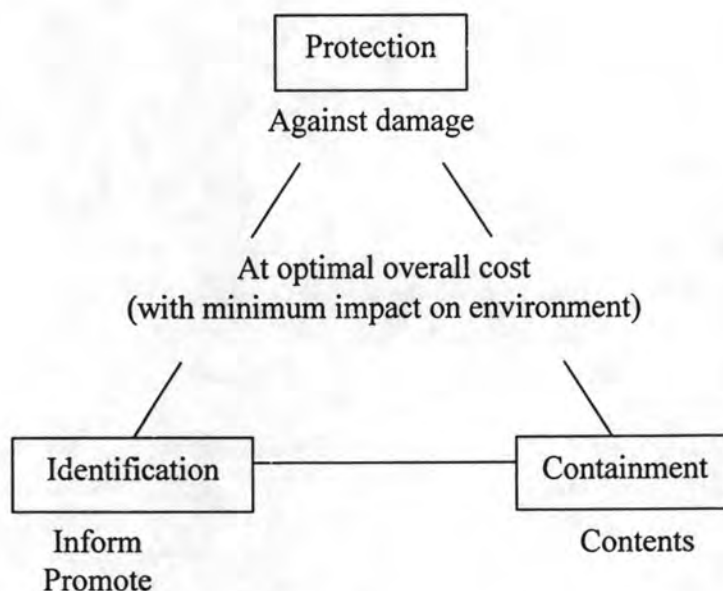 Protection
Against damage
At optimal overall cost
(with minimum impact on environment)
Identification
Containment
Inform
Promote
Contents